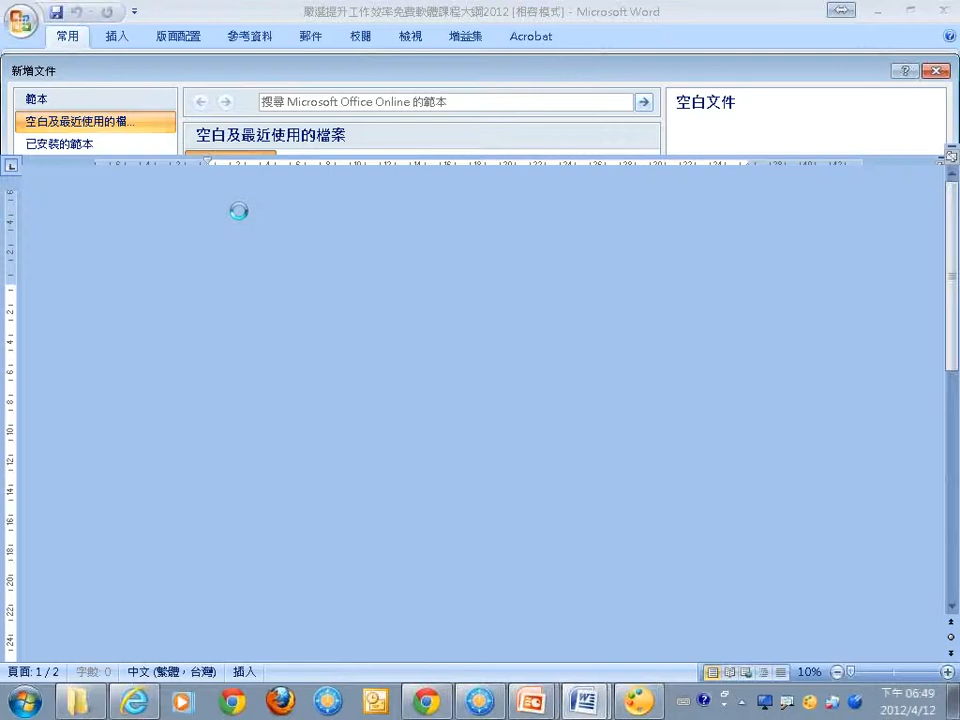 嚴選提升工作效率免費軟體課程大綱2012 [相容模式] - Microsoft Word
常用 插入 版面配置 參考資料 郵件 校閱 檢視 增益集 Acrobat
新增文件
範本
空白及最近使用的檔...
已安裝的範本
搜尋 Microsoft Office Online 的範本
空白及最近使用的檔案
空白文件
頁面: 1 / 2 字數: 0 中文 (繁體，台灣) 插入 10%
下午 06:49
2012/4/12